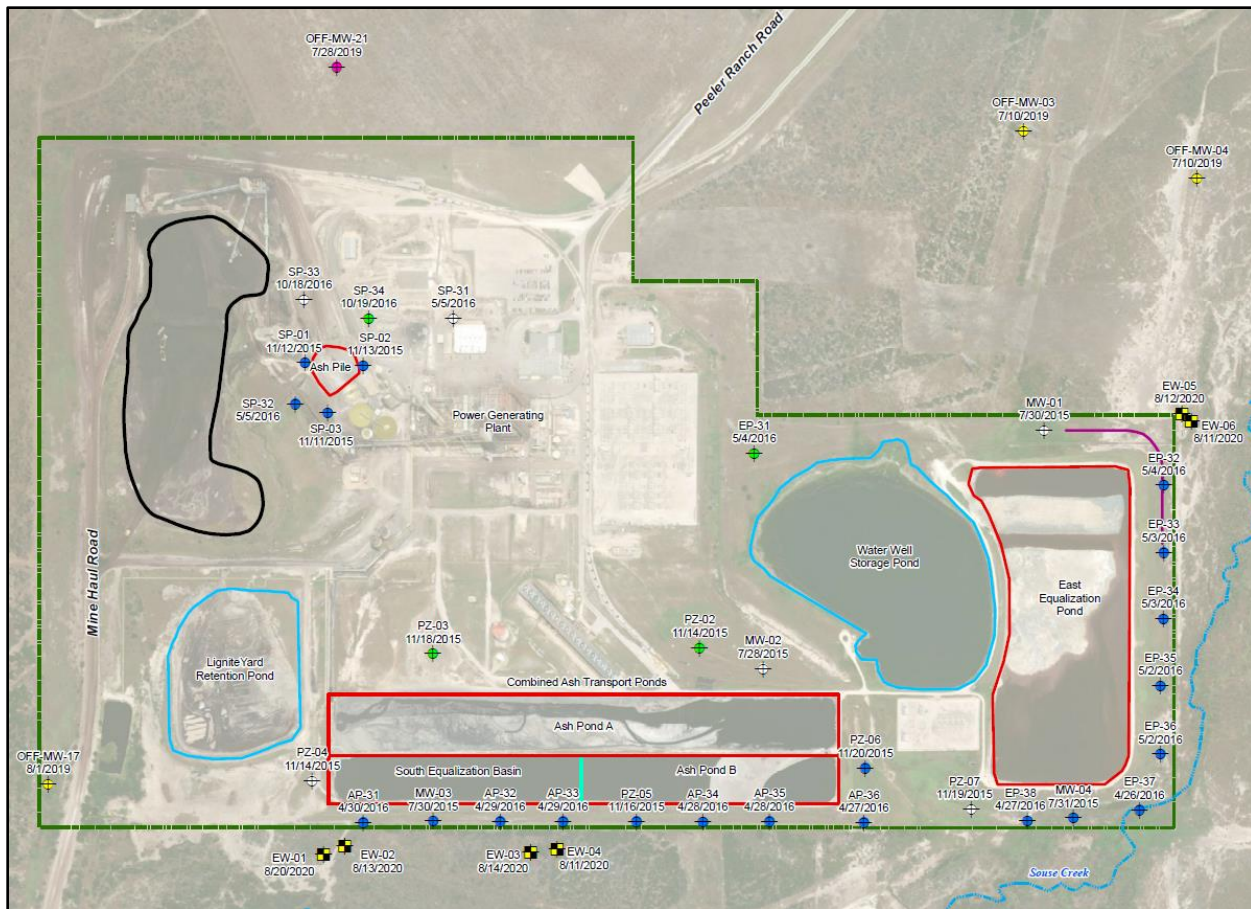 OFF-MW-21
7/28/2019
Peeler Ranch Road
OFF-MW-03
7/10/2019
OFF-MW-04
7/10/2019
SP-33
10/18/2016
SP-34
10/19/2016
SP-31
5/5/2016
SP-01
11/12/2015
SP-02
11/13/2015
Ash Pile
SP-32
5/5/2016
SP-03
11/11/2015
Power Generating
Plant
EP-31
5/4/2016
MW-01
7/30/2015
EW-05
8/12/2020
EW-06
8/11/2020
EP-32
5/4/2016
EP-33
5/3/2016
Mine Haul Road
Water Well
Storage Pond
East
Equalization
Pond
EP-34
5/3/2016
EP-35
5/2/2016
EP-36
5/2/2016
PZ-03
11/18/2015
PZ-02
11/14/2015
MW-02
7/28/2015
LigniteYard
Retention Pond
Combined Ash Transport Ponds
Ash Pond A
OFF-MW-17
8/1/2019
PZ-04
11/14/2015
South Equalization Basin
Ash Pond B
PZ-06
11/20/2015
AP-31
4/30/2016
MW-03
7/30/2015
AP-32
4/29/2016
AP-33
4/29/2016
PZ-05
11/16/2015
AP-34
4/28/2016
AP-35
4/28/2016
AP-36
4/27/2016
PZ-07
11/19/2015
EP-38
4/27/2016
MW-04
7/31/2015
EP-37
4/26/2016
EW-01
8/20/2020
EW-02
8/13/2020
EW-03
8/14/2020
EW-04
8/11/2020
Souse Creek